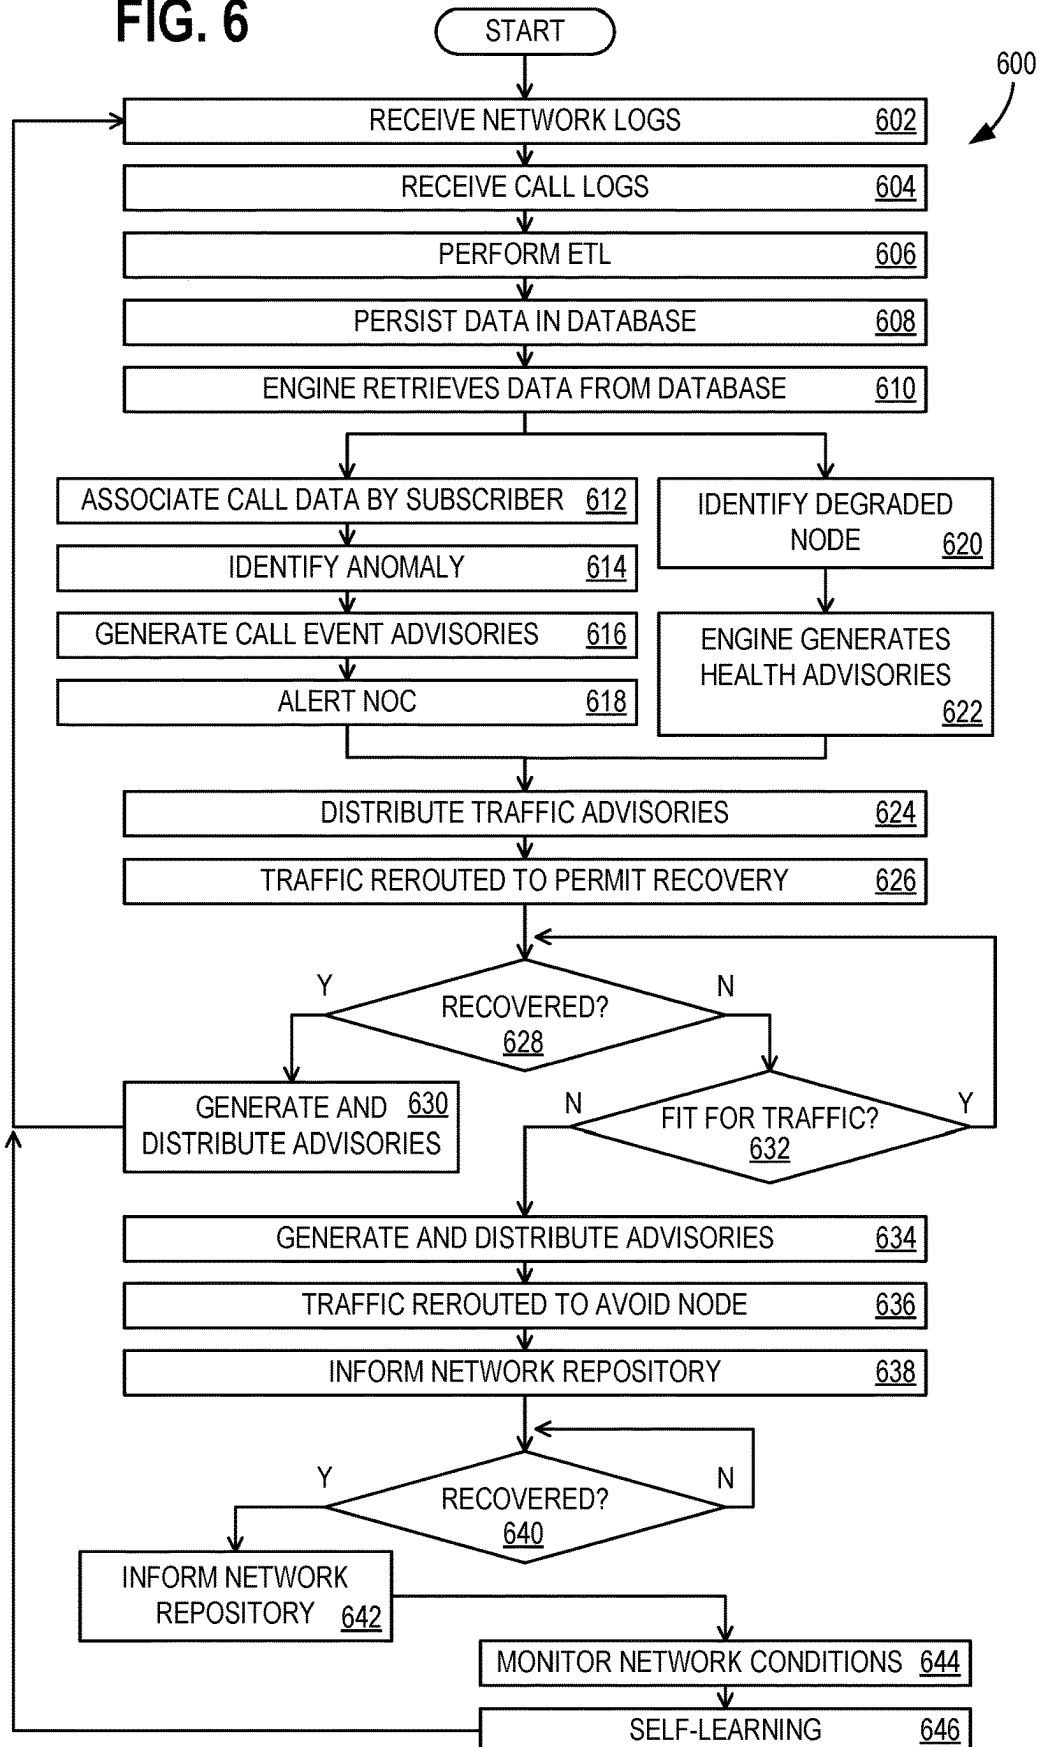 FIG. 6
START
600
RECEIVE NETWORK LOGS 602
RECEIVE CALL LOGS 604
PERFORM ETL 606
PERSIST DATA IN DATABASE 608
ENGINE RETRIEVES DATA FROM DATABASE 610
ASSOCIATE CALL DATA BY SUBSCRIBER 612
IDENTIFY ANOMALY 614
GENERATE CALL EVENT ADVISORIES 616
ALERT NOC 618
IDENTIFY DEGRADED
NODE 620
ENGINE GENERATES
HEALTH ADVISORIES
622
DISTRIBUTE TRAFFIC ADVISORIES 624
TRAFFIC REROUTED TO PERMIT RECOVERY 626
Y
N
RECOVERED?
628
GENERATE AND 630
DISTRIBUTE ADVISORIES
N
Y
FIT FOR TRAFFIC?
632
GENERATE AND DISTRIBUTE ADVISORIES 634
TRAFFIC REROUTED TO AVOID NODE 636
INFORM NETWORK REPOSITORY 638
Y
N
RECOVERED?
640
INFORM NETWORK
REPOSITORY 642
MONITOR NETWORK CONDITIONS 644
SELF-LEARNING 646